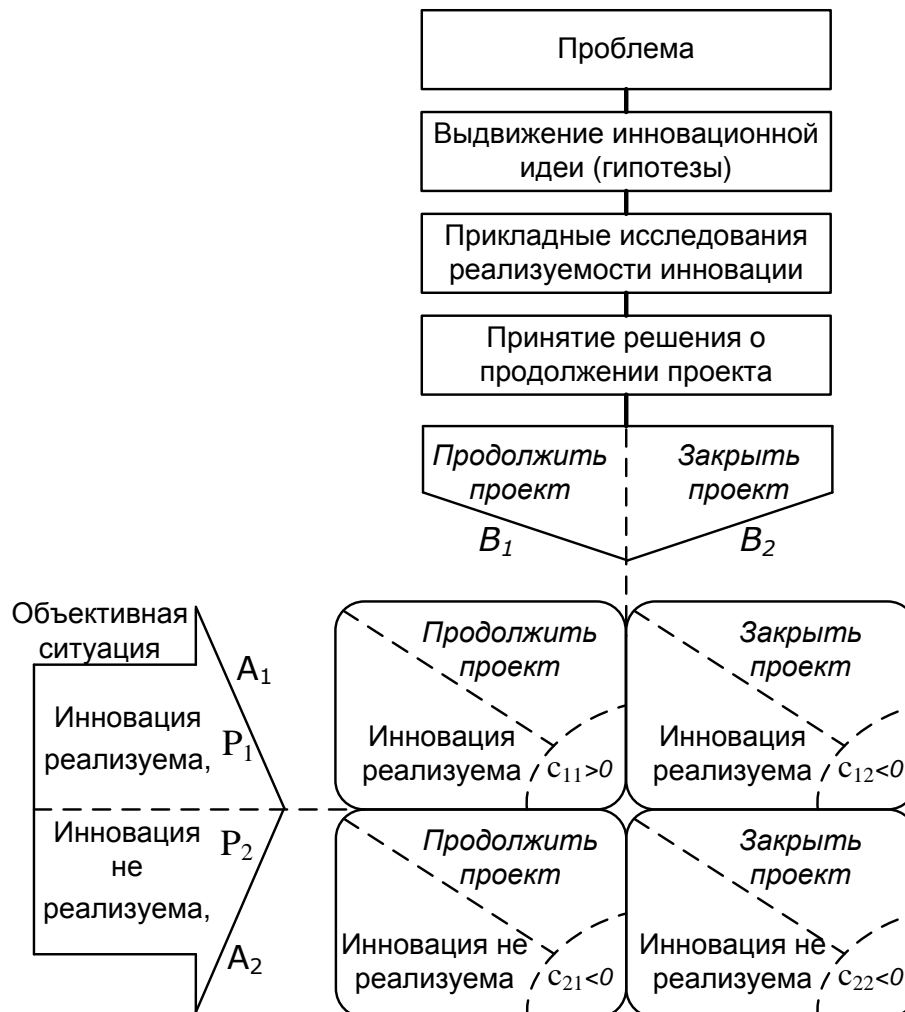 Проблема
Выдвижение инновационной
идеи (гипотезы)
Прикладные исследования
реализуемости инновации
Принятие решения о
продолжении проекта
Продолжить
проект
Закрыть
проект
B₁
B₂
Объективная
ситуация
A₁
Инновация
реализуема,
P₁
Инновация
не
реализуема,
P₂
A₂
Продолжить
проект
Инновация
реализуема
c₁₁>0
Закрыть
проект
Инновация
реализуема
c₁₂<0
Продолжить
проект
Инновация не
реализуема
c₂₁<0
Закрыть
проект
Инновация не
реализуема
c₂₂<0